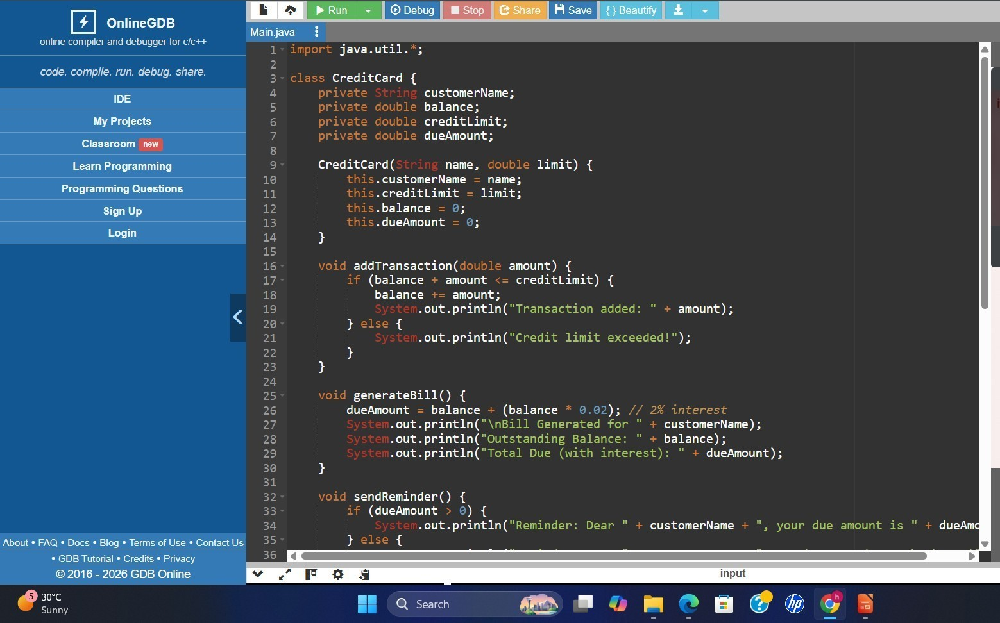 OnlineGDB
online compiler and debugger for c/c++
code. compile. run. debug. share.
IDE
My Projects
Classroom new
Learn Programming
Programming Questions
Sign Up
Login
About • FAQ • Docs • Blog • Terms of Use • Contact Us
• GDB Tutorial • Credits • Privacy
© 2016 - 2026 GDB Online
Run Debug Stop Share Save { } Beautify
Main.java
1 import java.util.*;
2
3 class CreditCard {
4     private String customerName;
5     private double balance;
6     private double creditLimit;
7     private double dueAmount;
8
9     CreditCard(String name, double limit) {
10         this.customerName = name;
11         this.creditLimit = limit;
12         this.balance = 0;
13         this.dueAmount = 0;
14     }
15
16     void addTransaction(double amount) {
17         if (balance + amount <= creditLimit) {
18             balance += amount;
19             System.out.println("Transaction added: " + amount);
20         } else {
21             System.out.println("Credit limit exceeded!");
22         }
23     }
24
25     void generateBill() {
26         dueAmount = balance + (balance * 0.02); // 2% interest
27         System.out.println("\nBill Generated for " + customerName);
28         System.out.println("Outstanding Balance: " + balance);
29         System.out.println("Total Due (with interest): " + dueAmount);
30     }
31
32     void sendReminder() {
33         if (dueAmount > 0) {
34             System.out.println("Reminder: Dear " + customerName + ", your due amount is " + dueAmo
35         } else {
36
input
5
30°C
Sunny
Search
hp
h